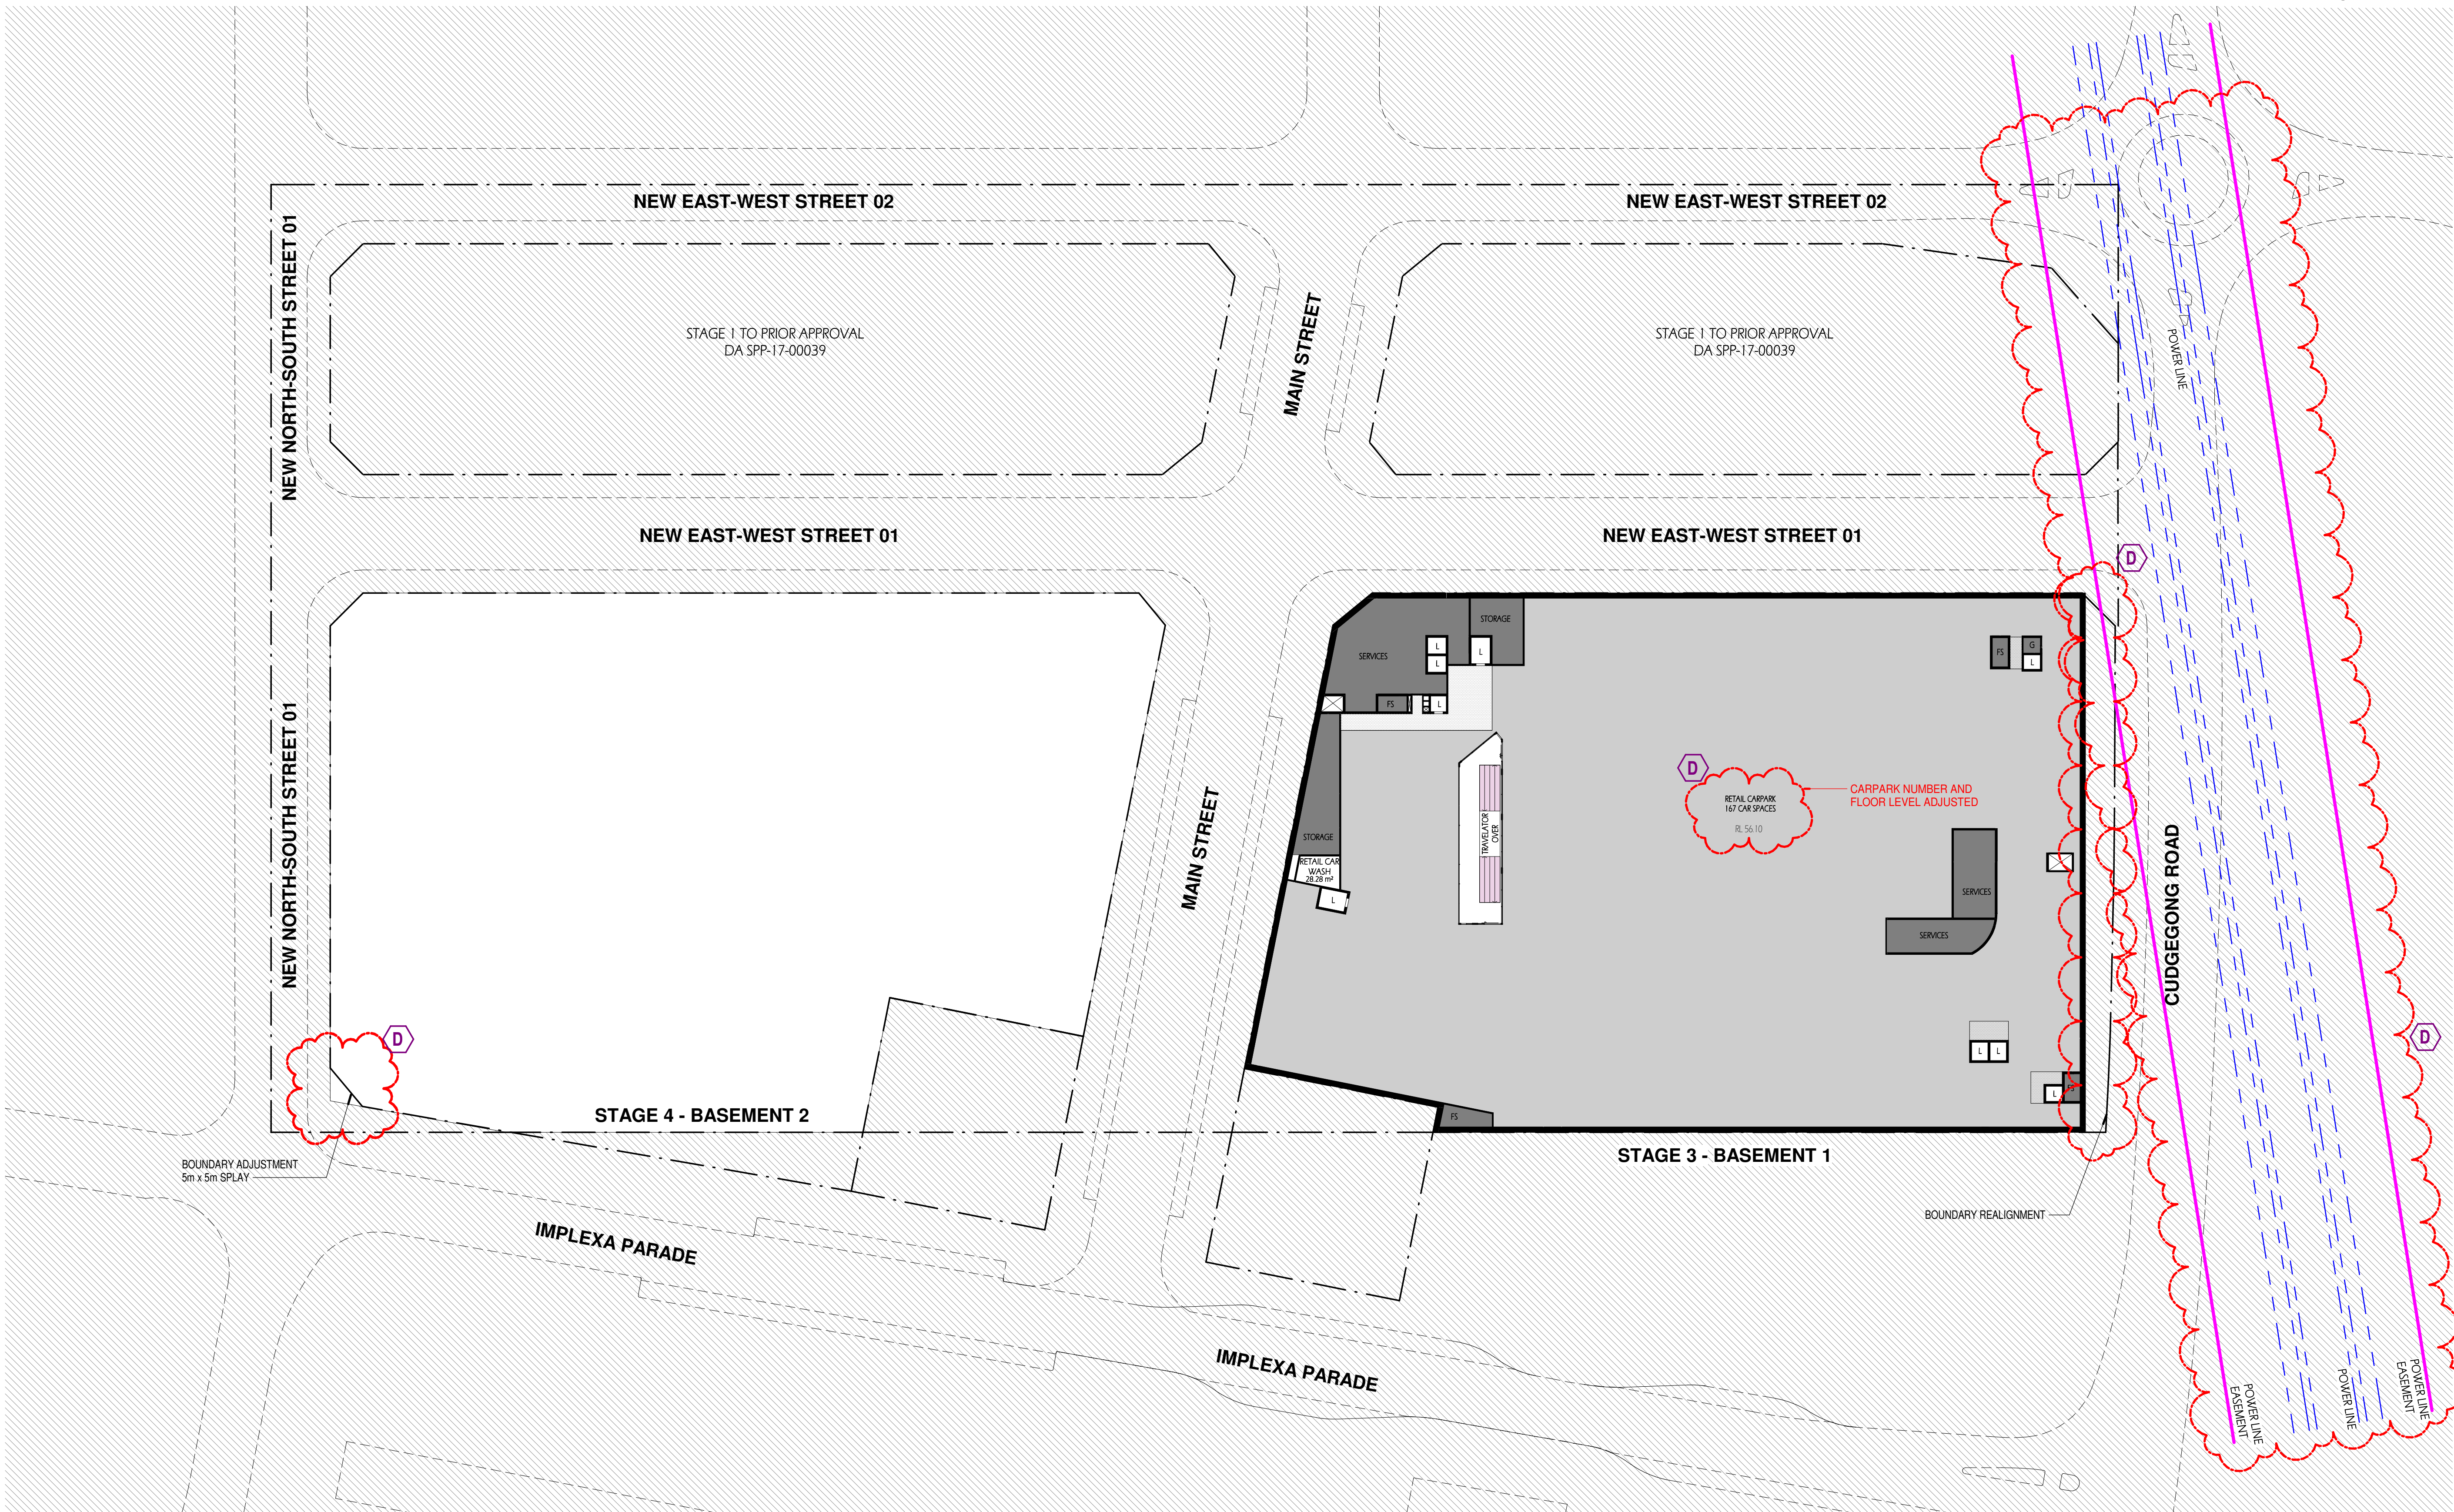 NEW EAST-WEST STREET 02
NEW EAST-WEST STREET 02
NEW NORTH-SOUTH STREET 01
STAGE 1 TO PRIOR APPROVAL
DA SPP-17-00039
MAIN STREET
STAGE 1 TO PRIOR APPROVAL
DA SPP-17-00039
POWER LINE
NEW EAST-WEST STREET 01
NEW EAST-WEST STREET 01
D
STORAGE
SERVICES
L
L
L
FS
L
FS
G
L
D
RETAIL CARPARK
167 CAR SPACES
RL 56.10
CARPARK NUMBER AND
FLOOR LEVEL ADJUSTED
NEW NORTH-SOUTH STREET 01
MAIN STREET
STORAGE
RETAIL CAR
WASH
28.28 m²
L
TRAVELATOR
OVER
SERVICES
SERVICES
CUDGEGONG ROAD
D
D
L
L
L
FS
FS
STAGE 4 - BASEMENT 2
STAGE 3 - BASEMENT 1
BOUNDARY ADJUSTMENT
5m x 5m SPLAY
BOUNDARY REALIGNMENT
IMPLEXA PARADE
IMPLEXA PARADE
POWER LINE
EASEMENT
POWER LINE
POWER LINE
EASEMENT